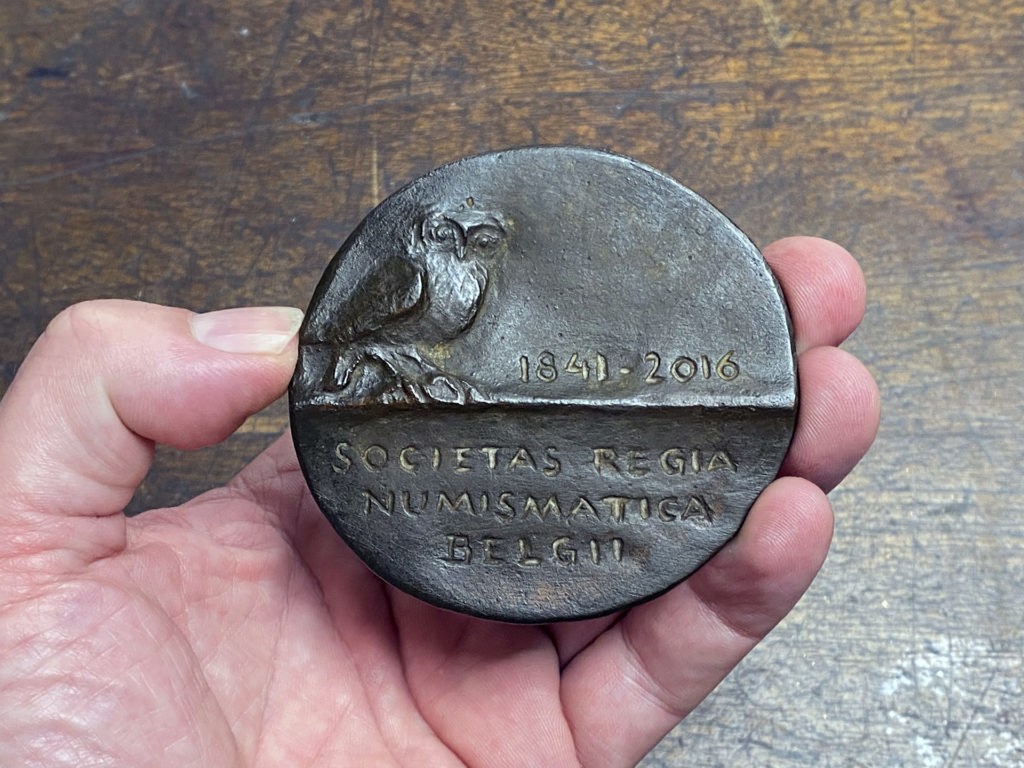 1841-2016
SOCIETAS REGIA
NUMISMATICA
BELGII